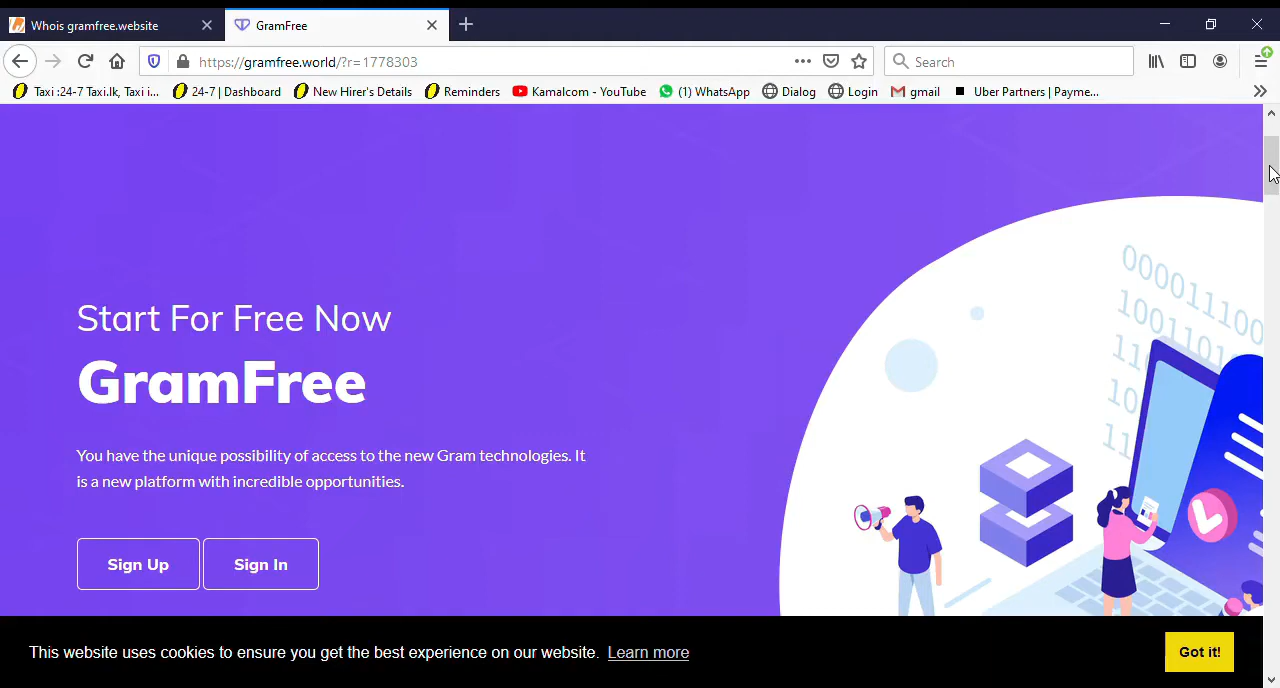 Whois gramfree.website
GramFree
https://gramfree.world/?r=1778303
Search
Taxi :24-7 Taxi.lk, Taxi i...
24-7 | Dashboard
New Hirer's Details
Reminders
Kamalcom - YouTube
(1) WhatsApp
Dialog
Login
gmail
Uber Partners | Payme...
Start For Free Now
GramFree
You have the unique possibility of access to the new Gram technologies. It
is a new platform with incredible opportunities.
Sign Up
Sign In
00001110
This website uses cookies to ensure you get the best experience on our website. Learn more
Got it!